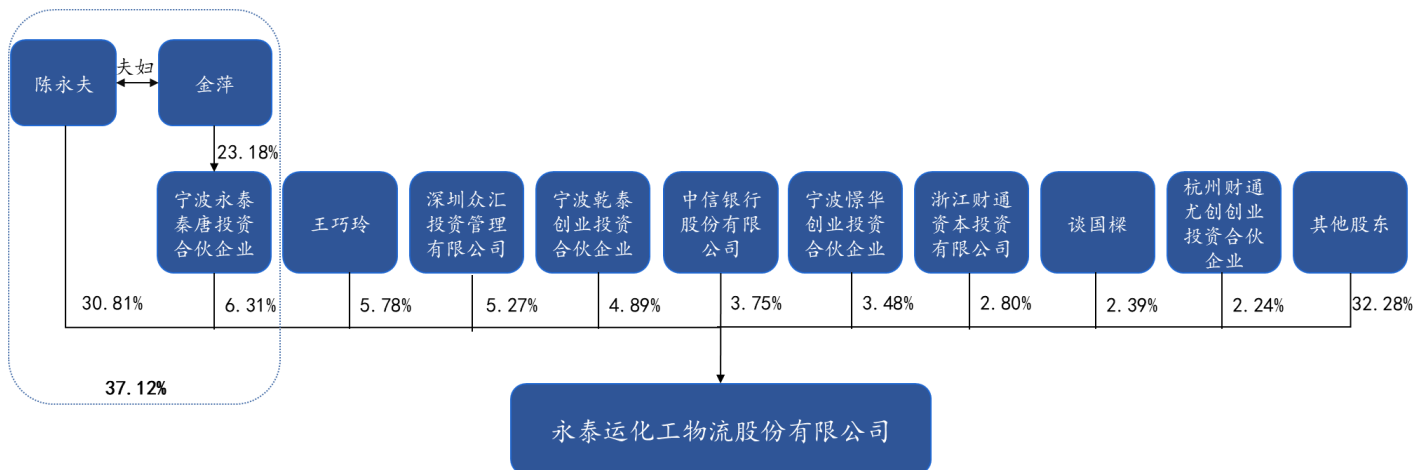 陈永夫
夫妇
金萍
23.18%
宁波永泰
秦唐投资
合伙企业
王巧玲
深圳众汇
投资管理
有限公司
宁波乾泰
创业投资
合伙企业
中信银行
股份有限
公司
宁波憬华
创业投资
合伙企业
浙江财通
资本投资
有限公司
谈国樑
杭州财通
尤创创业
投资合伙
企业
其他股东
30.81%
6.31%
5.78%
5.27%
4.89%
3.75%
3.48%
2.80%
2.39%
2.24%
32.28%
37.12%
永泰运化工物流股份有限公司